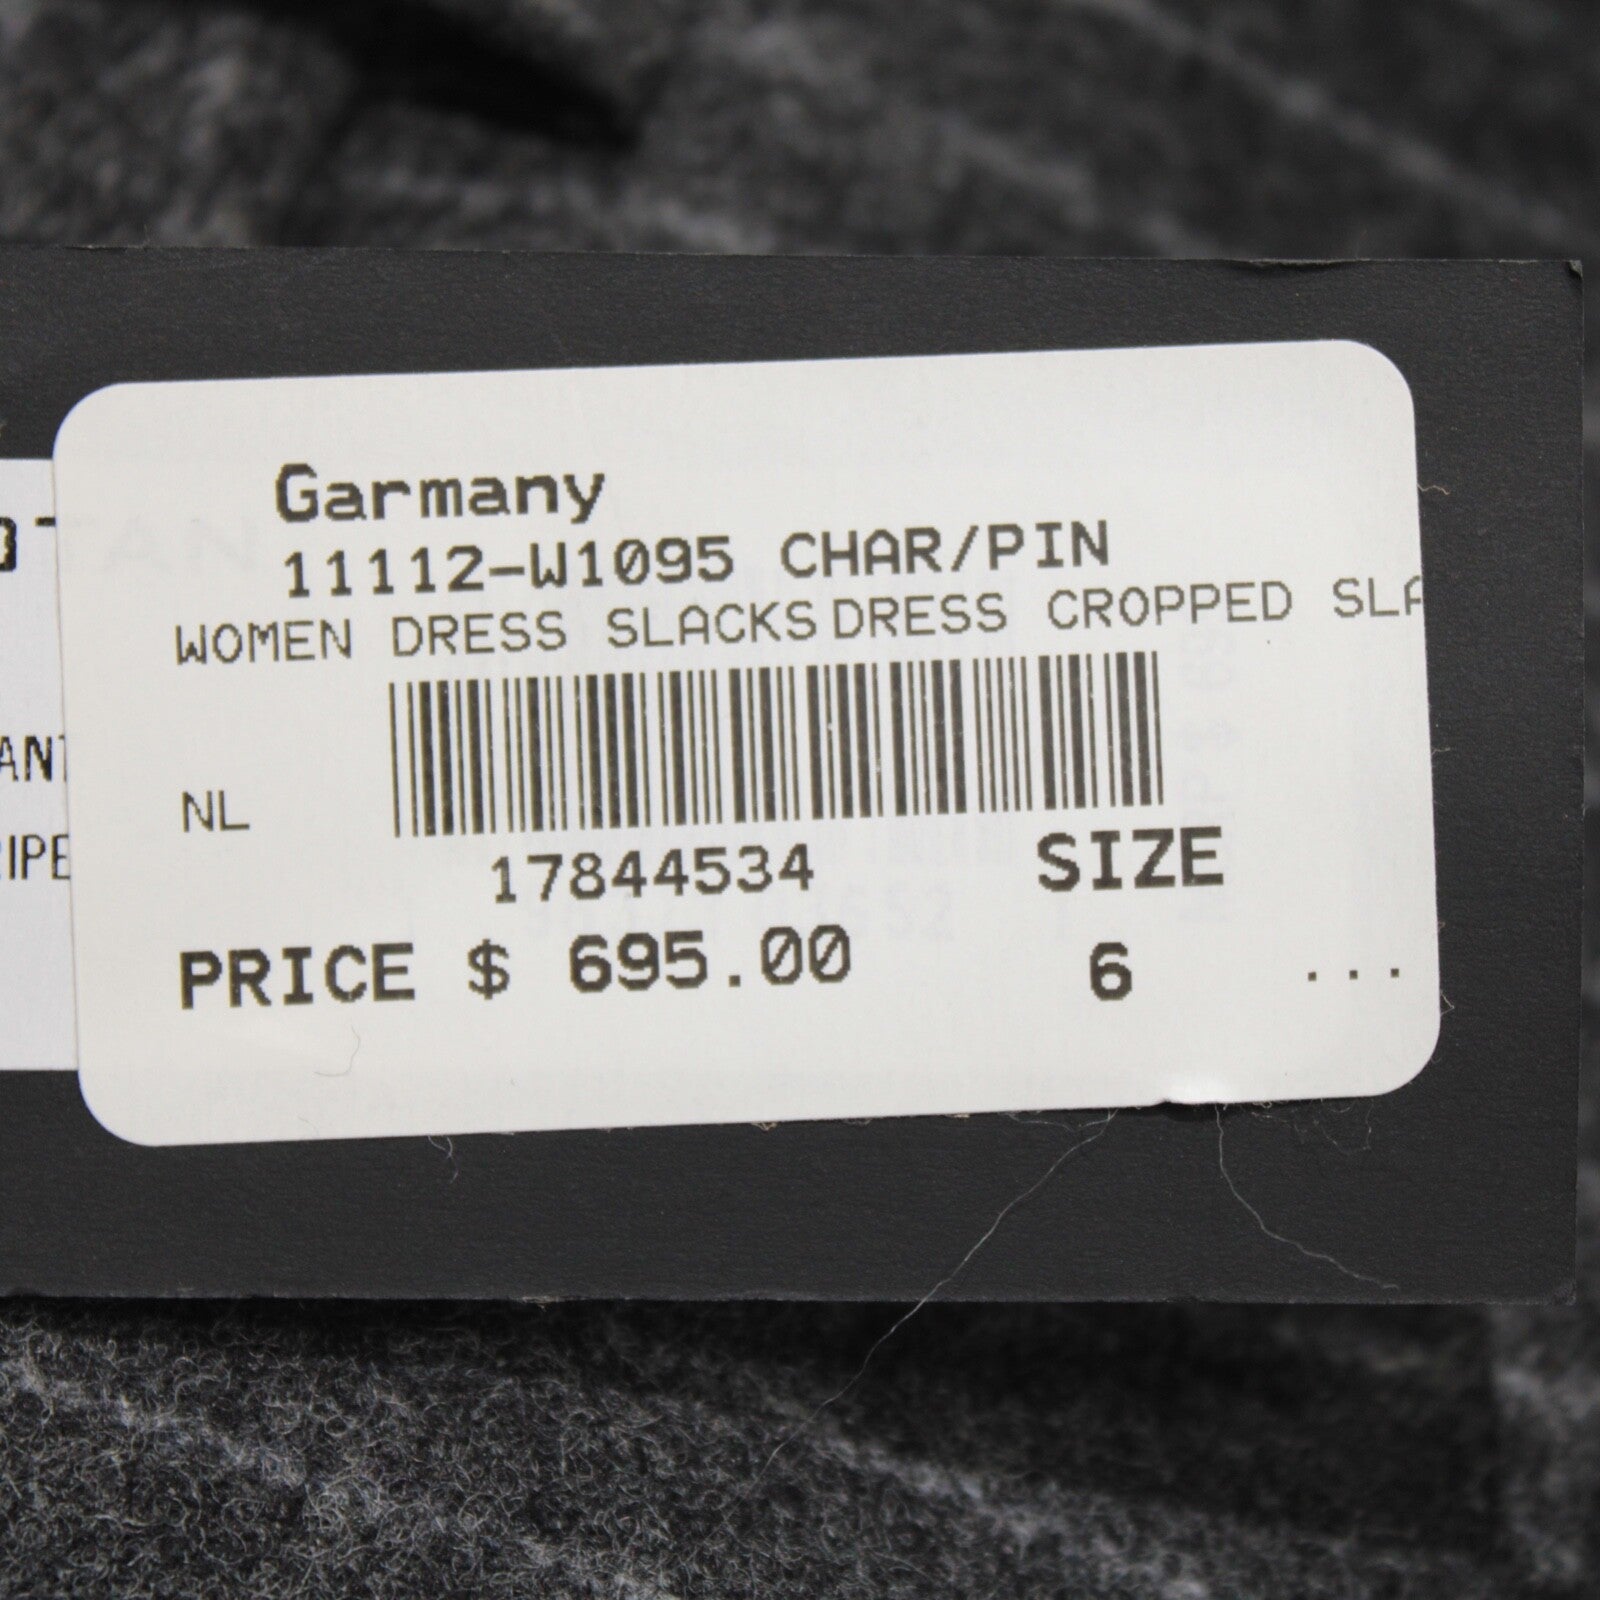 Garmany
11112-W1095 CHAR/PIN
WOMEN DRESS SLACKS DRESS CROPPED SLA
NL
17844534
SIZE
PRICE $ 695.00
6
...